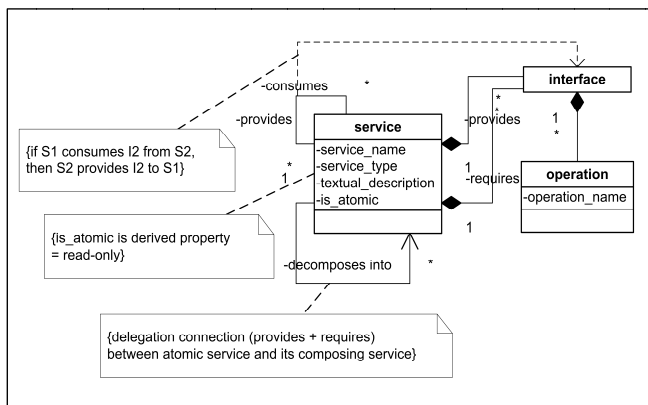 -consumes
*
interface
-provides
service
*
*
-provides
1
*
{if S1 consumes I2 from S2,
then S2 provides I2 to S1}
-service_name
-service_type
-textual_description
-is_atomic
*
1
1
-requires
operation
-operation_name
{is_atomic is derived property
= read-only}
1
-decomposes into
*
{delegation connection (provides + requires)
between atomic service and its composing service}